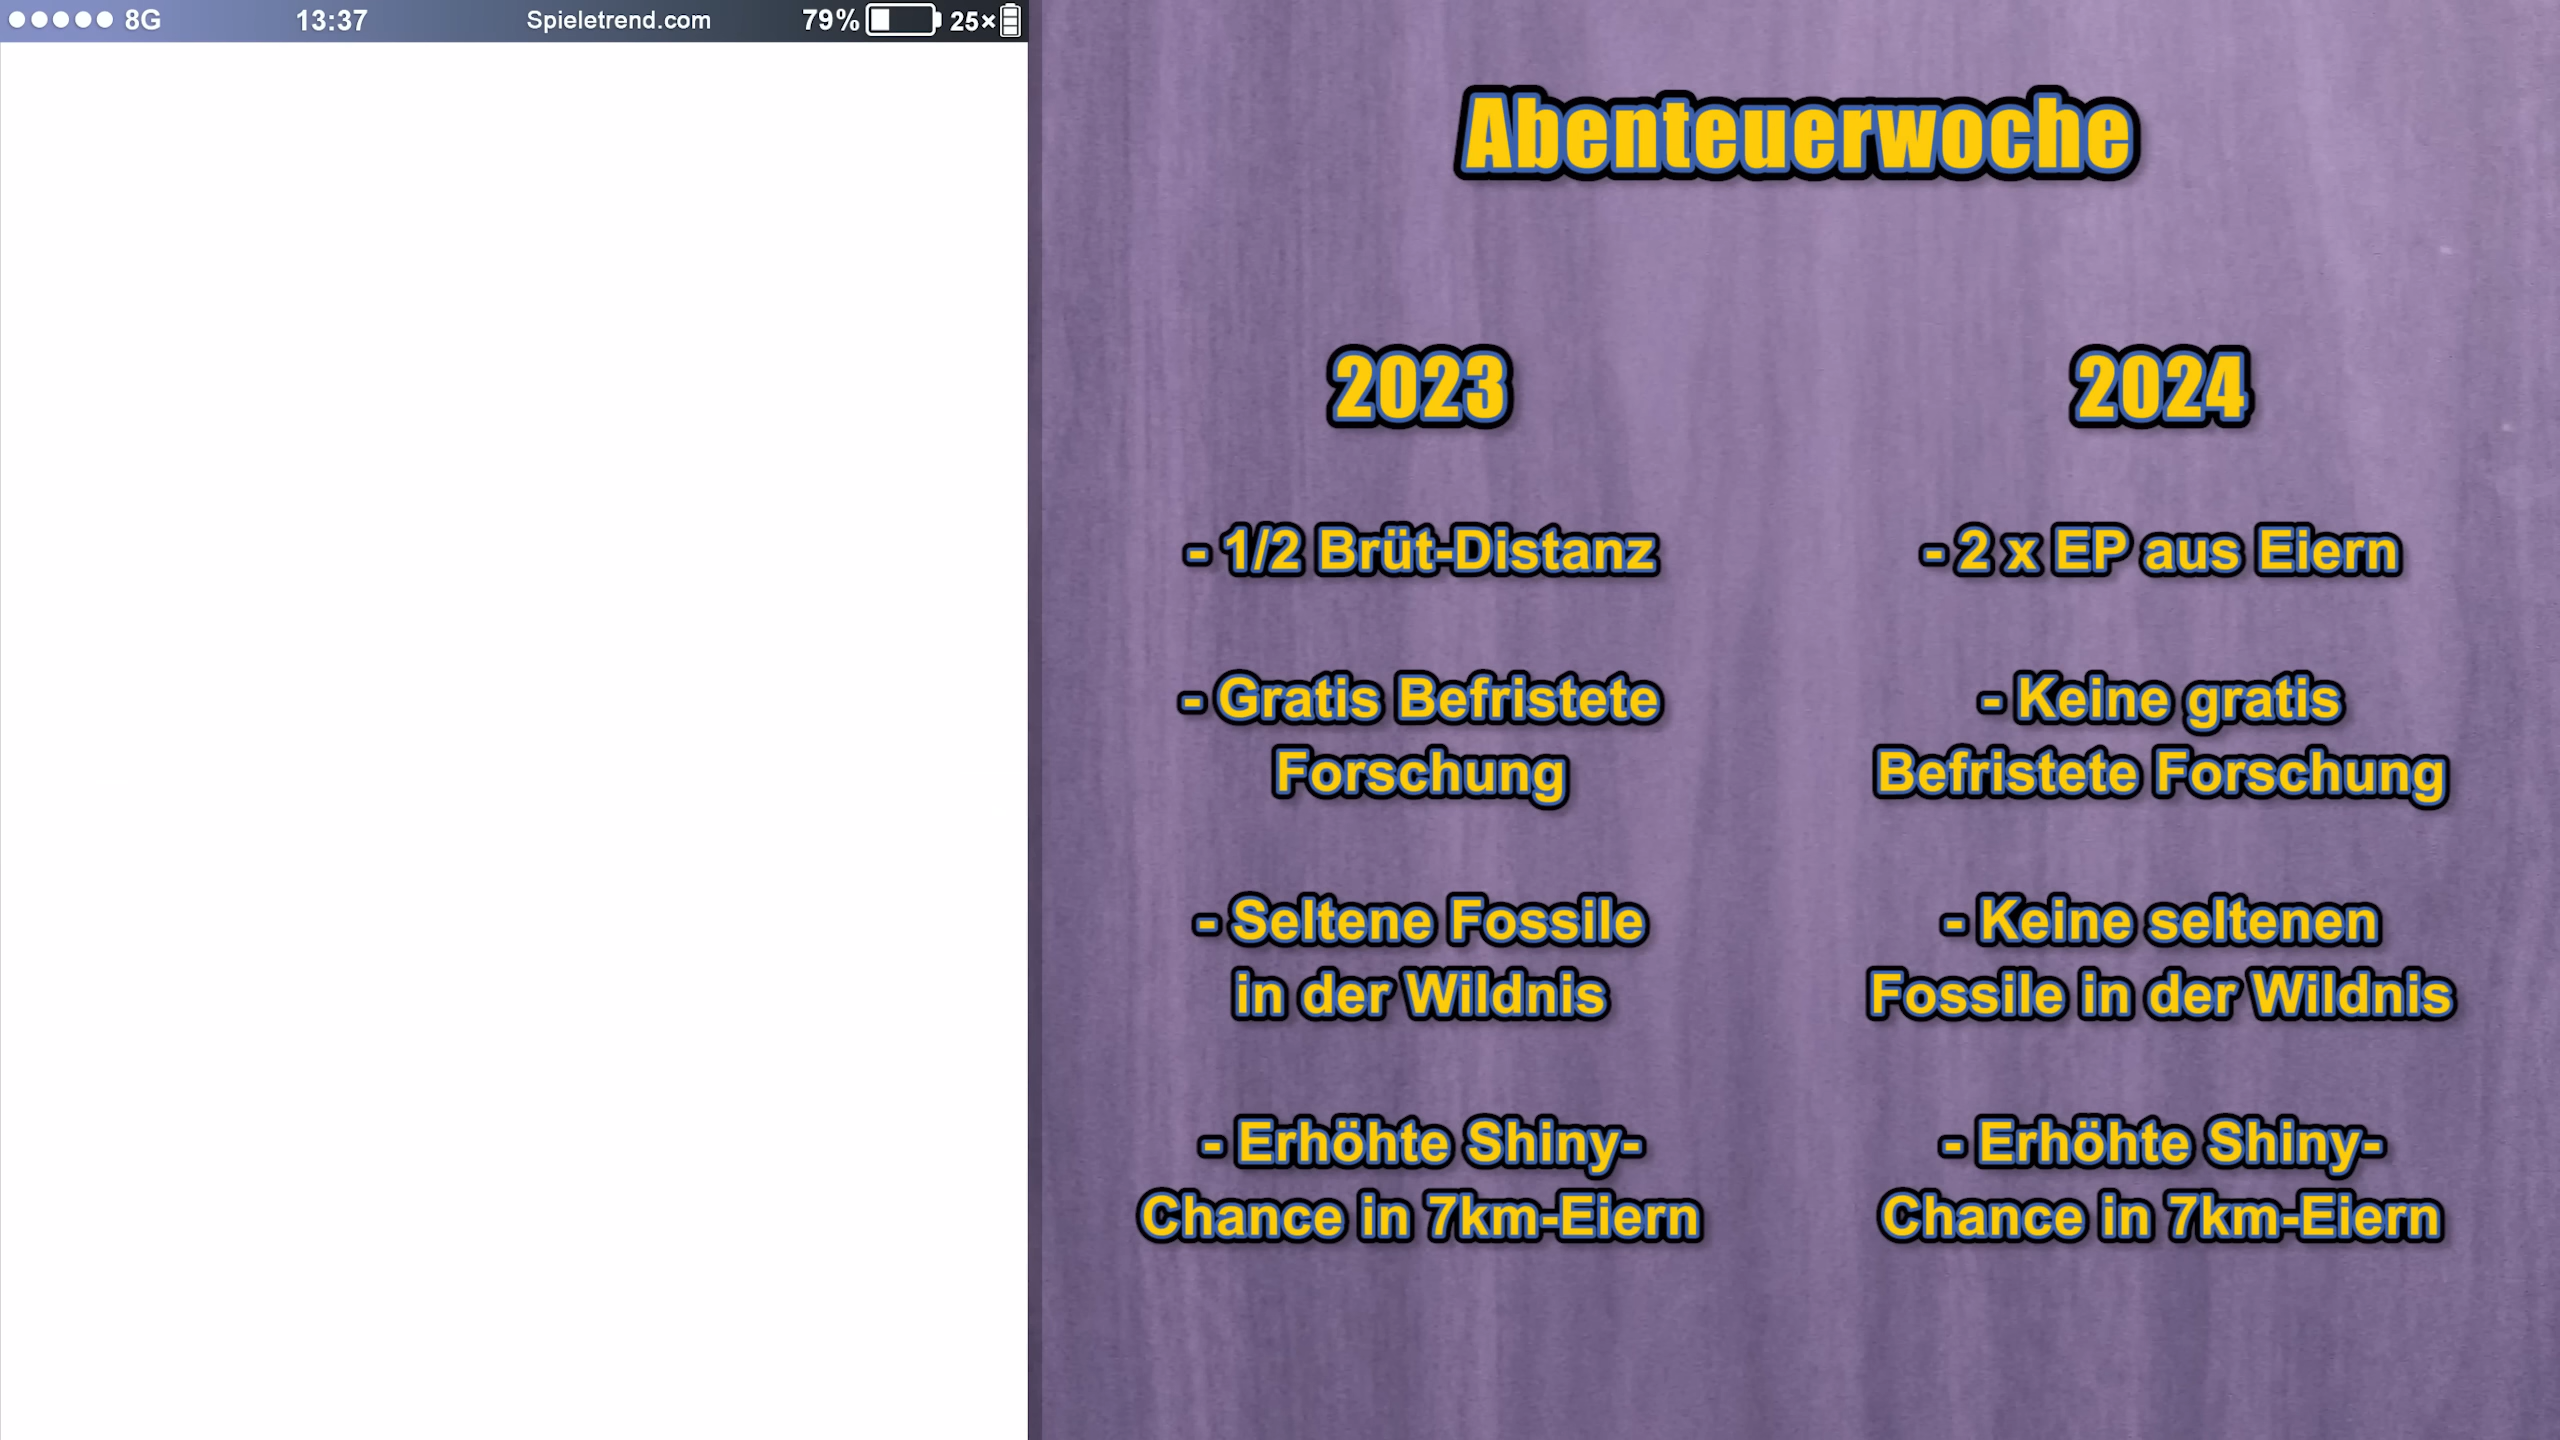 8G 13:37 Spieletrend.com 79% 25×
Abenteuerwoche
2023
- 1/2 Brüt-Distanz
- Gratis Befristete
Forschung
- Seltene Fossile
in der Wildnis
- Erhöhte Shiny-
Chance in 7km-Eiern
2024
- 2 x EP aus Eiern
- Keine gratis
Befristete Forschung
- Keine seltenen
Fossile in der Wildnis
- Erhöhte Shiny-
Chance in 7km-Eiern